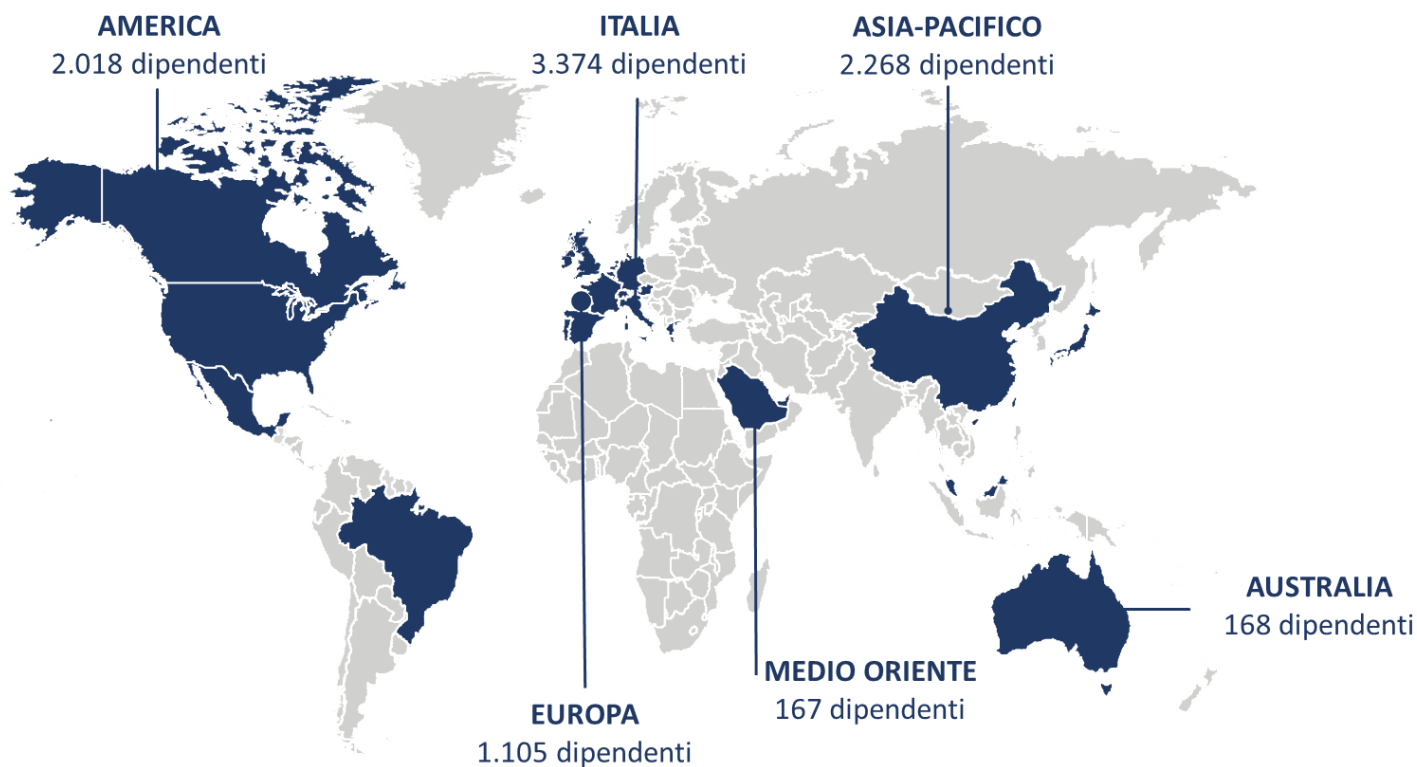 AMERICA
2.018 dipendenti
ITALIA
3.374 dipendenti
ASIA-PACIFICO
2.268 dipendenti
AUSTRALIA
168 dipendenti
MEDIO ORIENTE
167 dipendenti
EUROPA
1.105 dipendenti